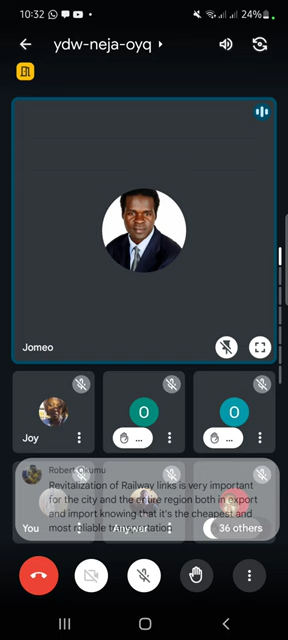 10:32 24%
ydw-neja-oyq
Jomeo
Joy
O
...
O
...
Robert Okumu
Revitalization of Railway links is very important
for the city and the entire region both in export
and import knowing that it's the cheapest and
most reliable transportation
You
Answer
36 others